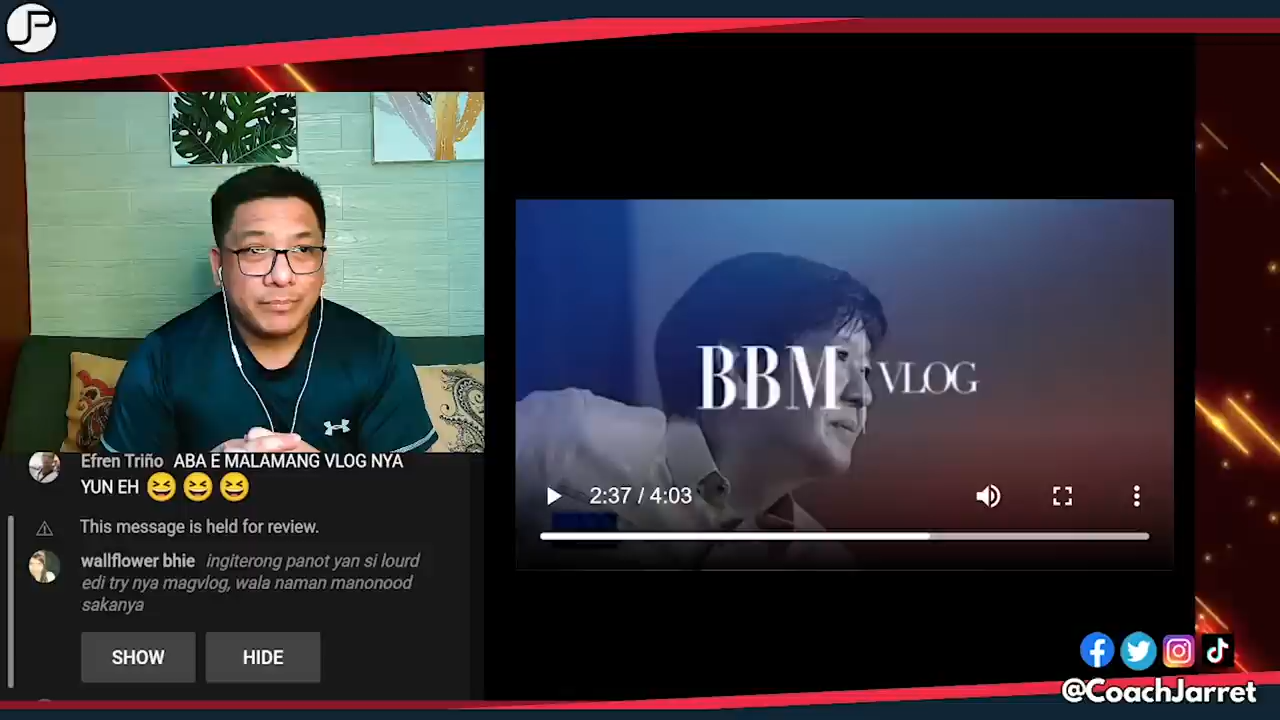 JP
BBM VLOG
2:37 / 4:03
Efren Triño ABA E MALAMANG VLOG NYA
YUN EH
This message is held for review.
wallflower bhie ingiterong panot yan si lourd
edi try nya magvlog, wala naman manonood
sakanya
SHOW HIDE
@CoachJarret